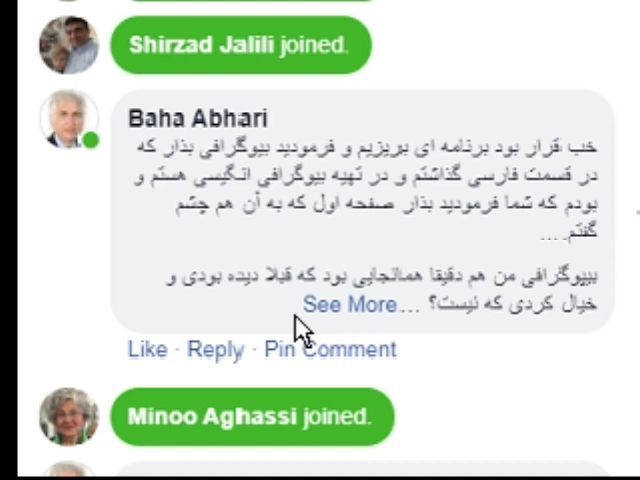 Shirzad Jalili joined.
Baha Abhari
خب قرار بود برنامه ای بریزیم و فرمودید بیوگرافی بذار که
در قسمت فارسی گذاشتم و در تهیه بیوگرافی انگیسی هستم و
بودم که شما فرمودید بذار صفحه اول که به آن هم چشم
گفتم....
بییوگرافی من هم دقیقا همانجایی بود که قبلا دیده بودی و
خیال کردی که نیست؟ ...See More
Like · Reply · Pin Comment
Minoo Aghassi joined.